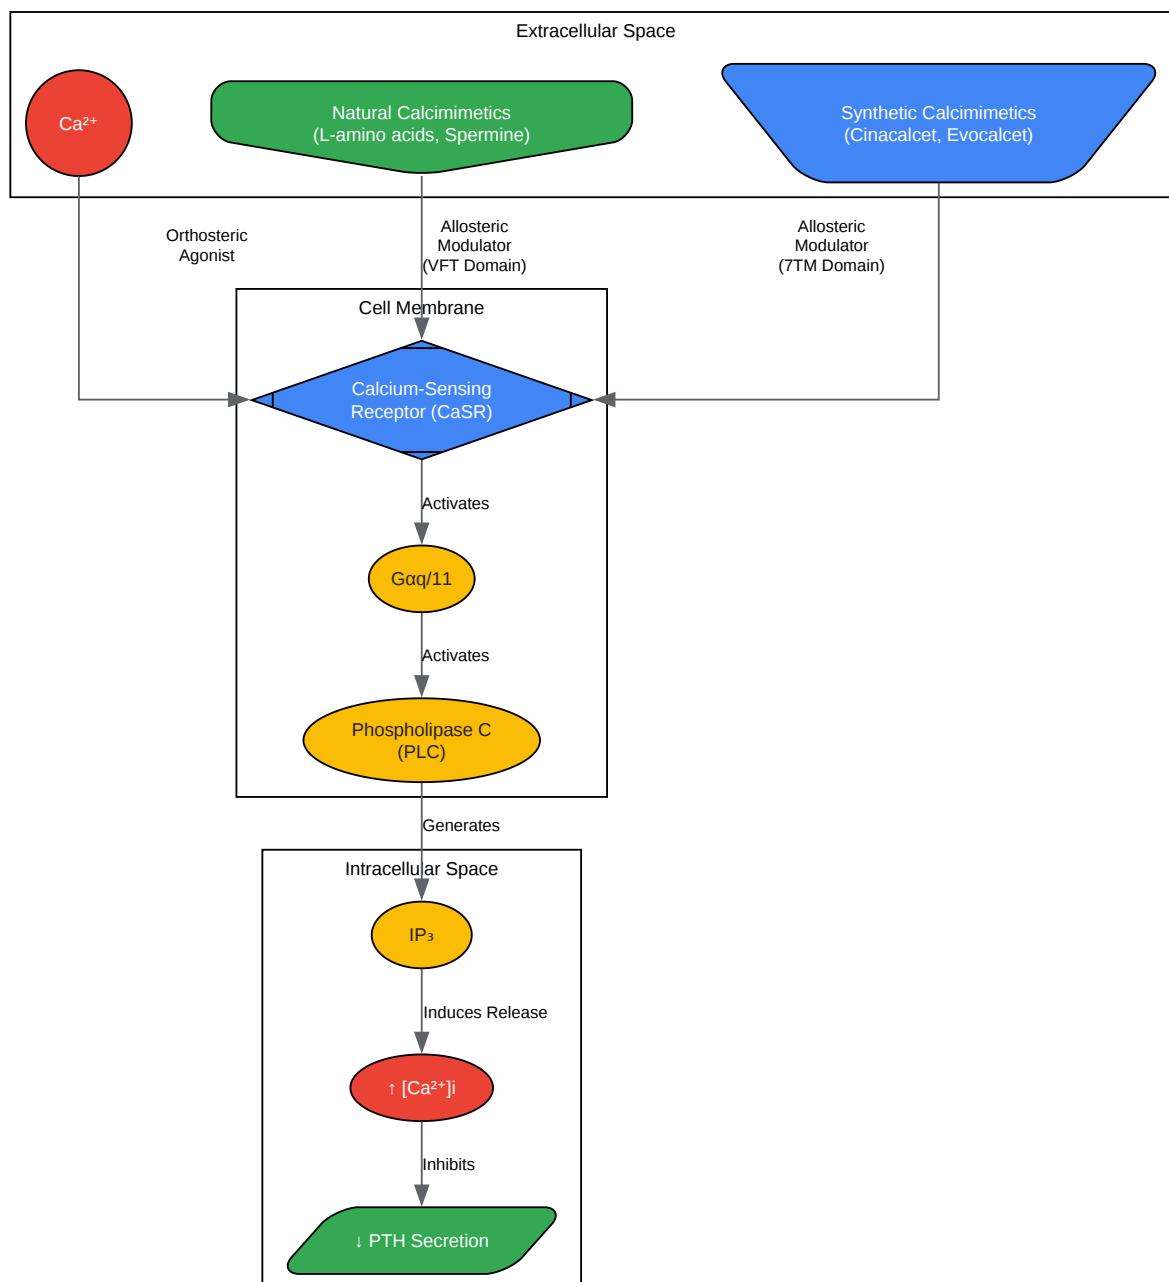 Extracellular Space
Ca²⁺
Natural Calcimimetics
(L-amino acids, Spermine)
Synthetic Calcimimetics
(Cinacalcet, Evocalcet)
Orthosteric
Agonist
Allosteric
Modulator
(VFT Domain)
Allosteric
Modulator
(7TM Domain)
Cell Membrane
Calcium-Sensing
Receptor (CaSR)
Activates
Gαq/11
Activates
Phospholipase C
(PLC)
Generates
Intracellular Space
IP₃
Induces Release
↑ [Ca²⁺]i
Inhibits
↓ PTH Secretion